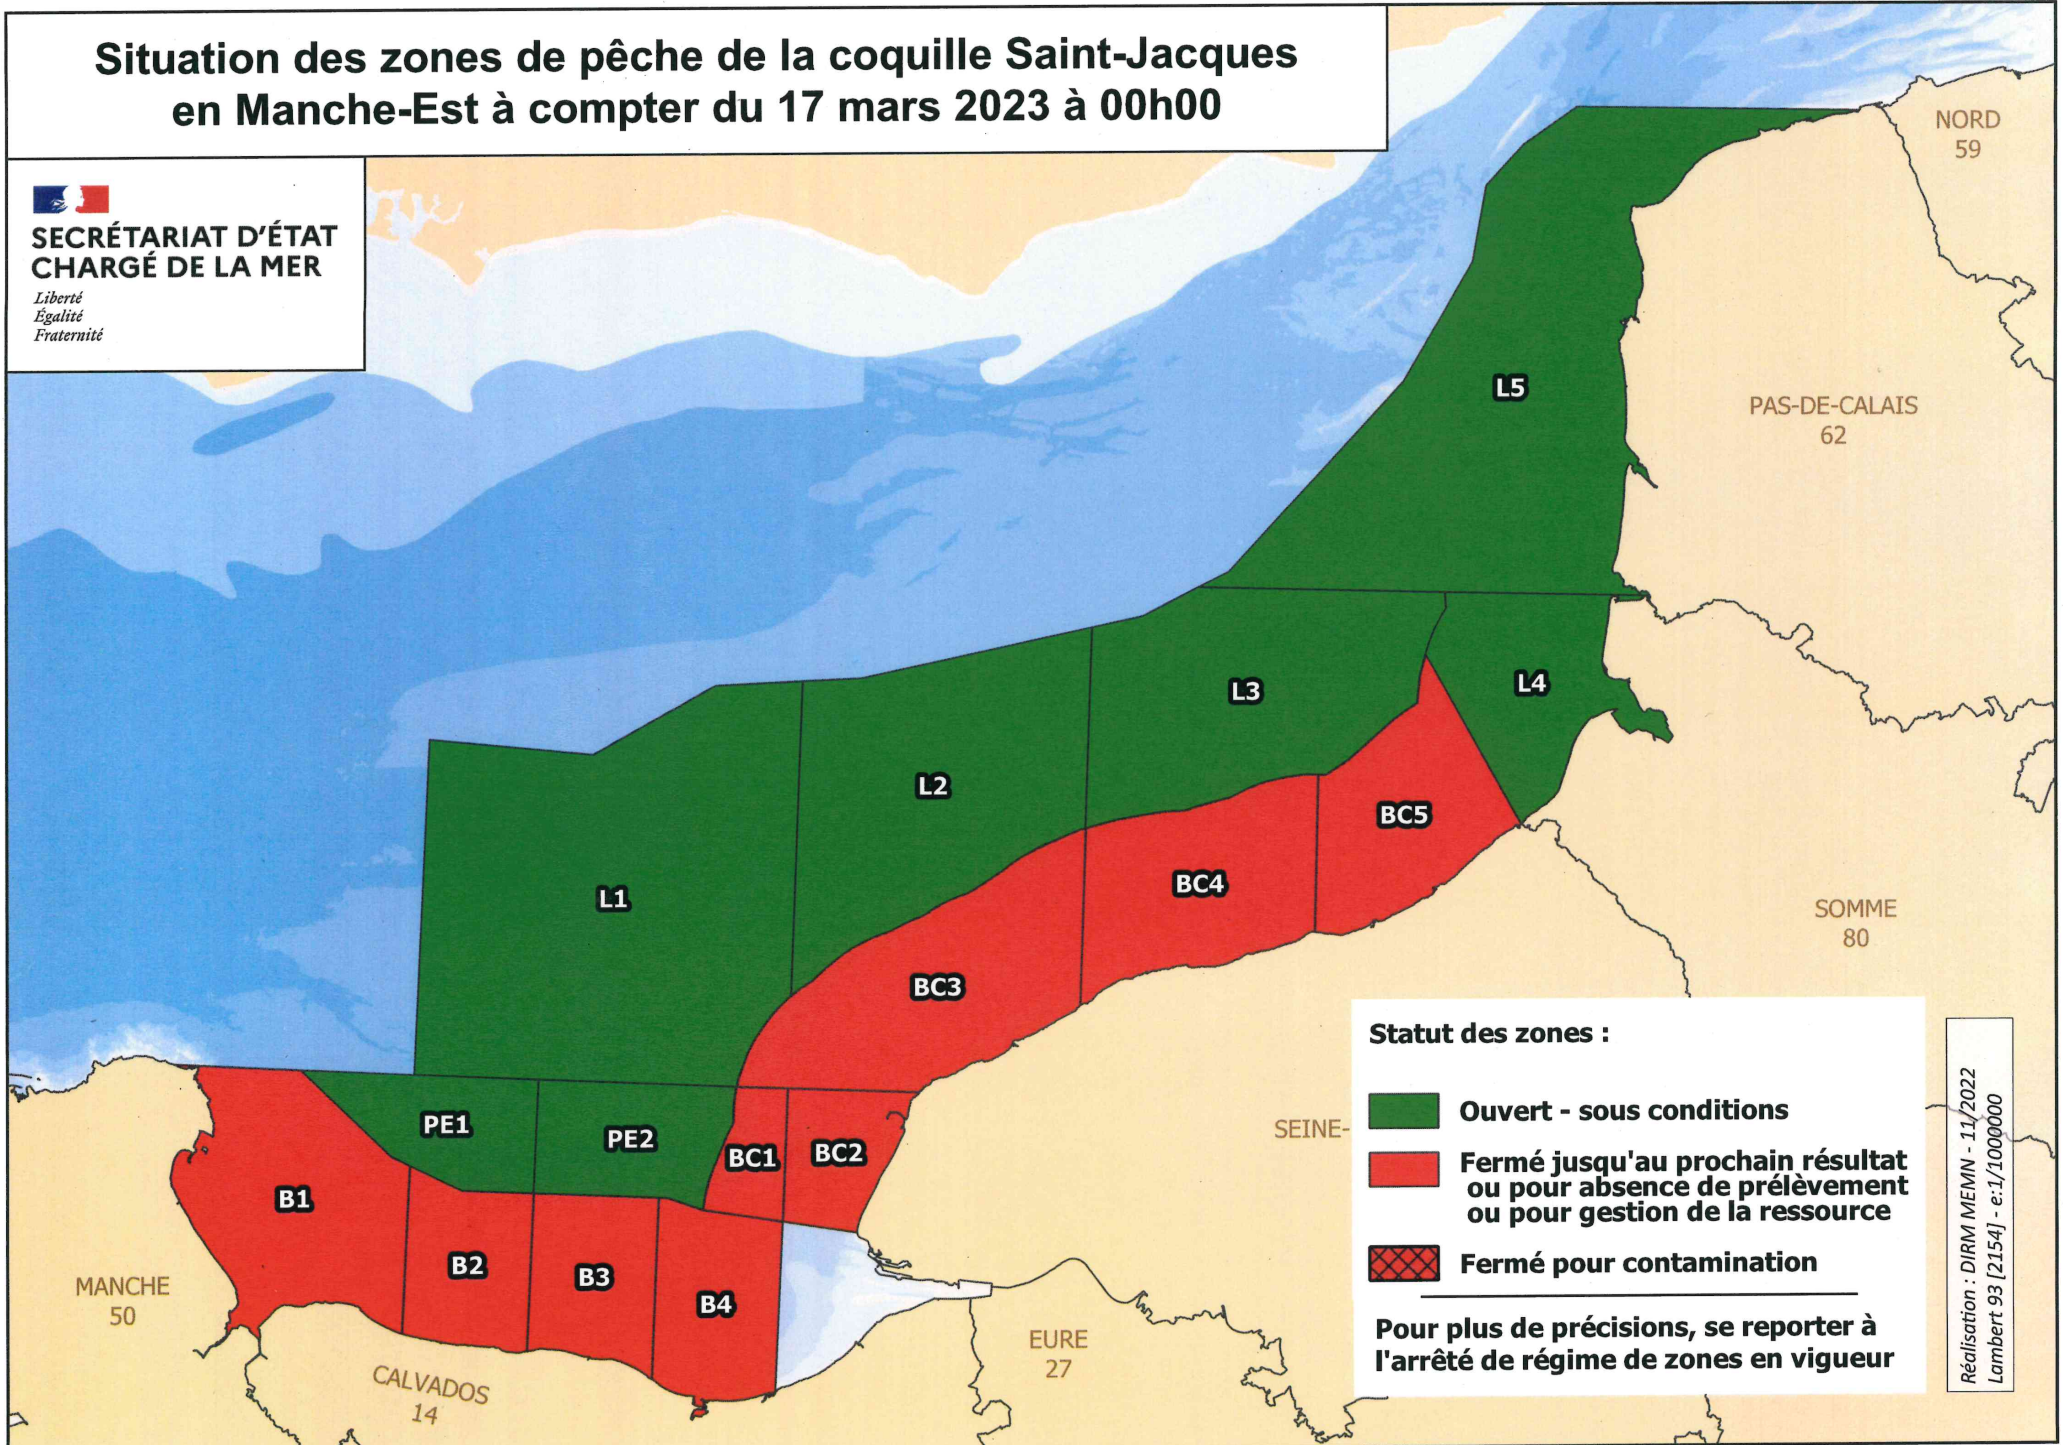 Situation des zones de pêche de la coquille Saint-Jacques
en Manche-Est à compter du 17 mars 2023 à 00h00
SECRÉTARIAT D'ÉTAT
CHARGÉ DE LA MER
Liberté
Égalité
Fraternité
NORD
59
PAS-DE-CALAIS
62
L5
L4
L3
L2
L1
BC5
BC4
BC3
SOMME
80
PE1
PE2
BC1
BC2
B1
B2
B3
B4
SEINE-
MANCHE
50
CALVADOS
14
EURE
27
Statut des zones :
Ouvert - sous conditions
Fermé jusqu'au prochain résultat
ou pour absence de prélèvement
ou pour gestion de la ressource
Fermé pour contamination
Pour plus de précisions, se reporter à
l'arrêté de régime de zones en vigueur
Réalisation : DIRM MEMN - 11/2022
Lambert 93 [2154] - e:1/1000000